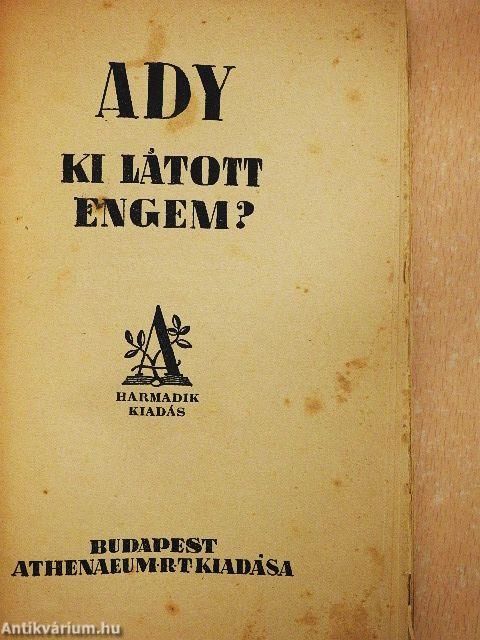 ADY
KI LÁTOTT
ENGEM?
A
HARMADIK
KIADÁS
BUDAPEST
ATHENAEUM·R·T·KIADÁSA
Antikvárium.hu